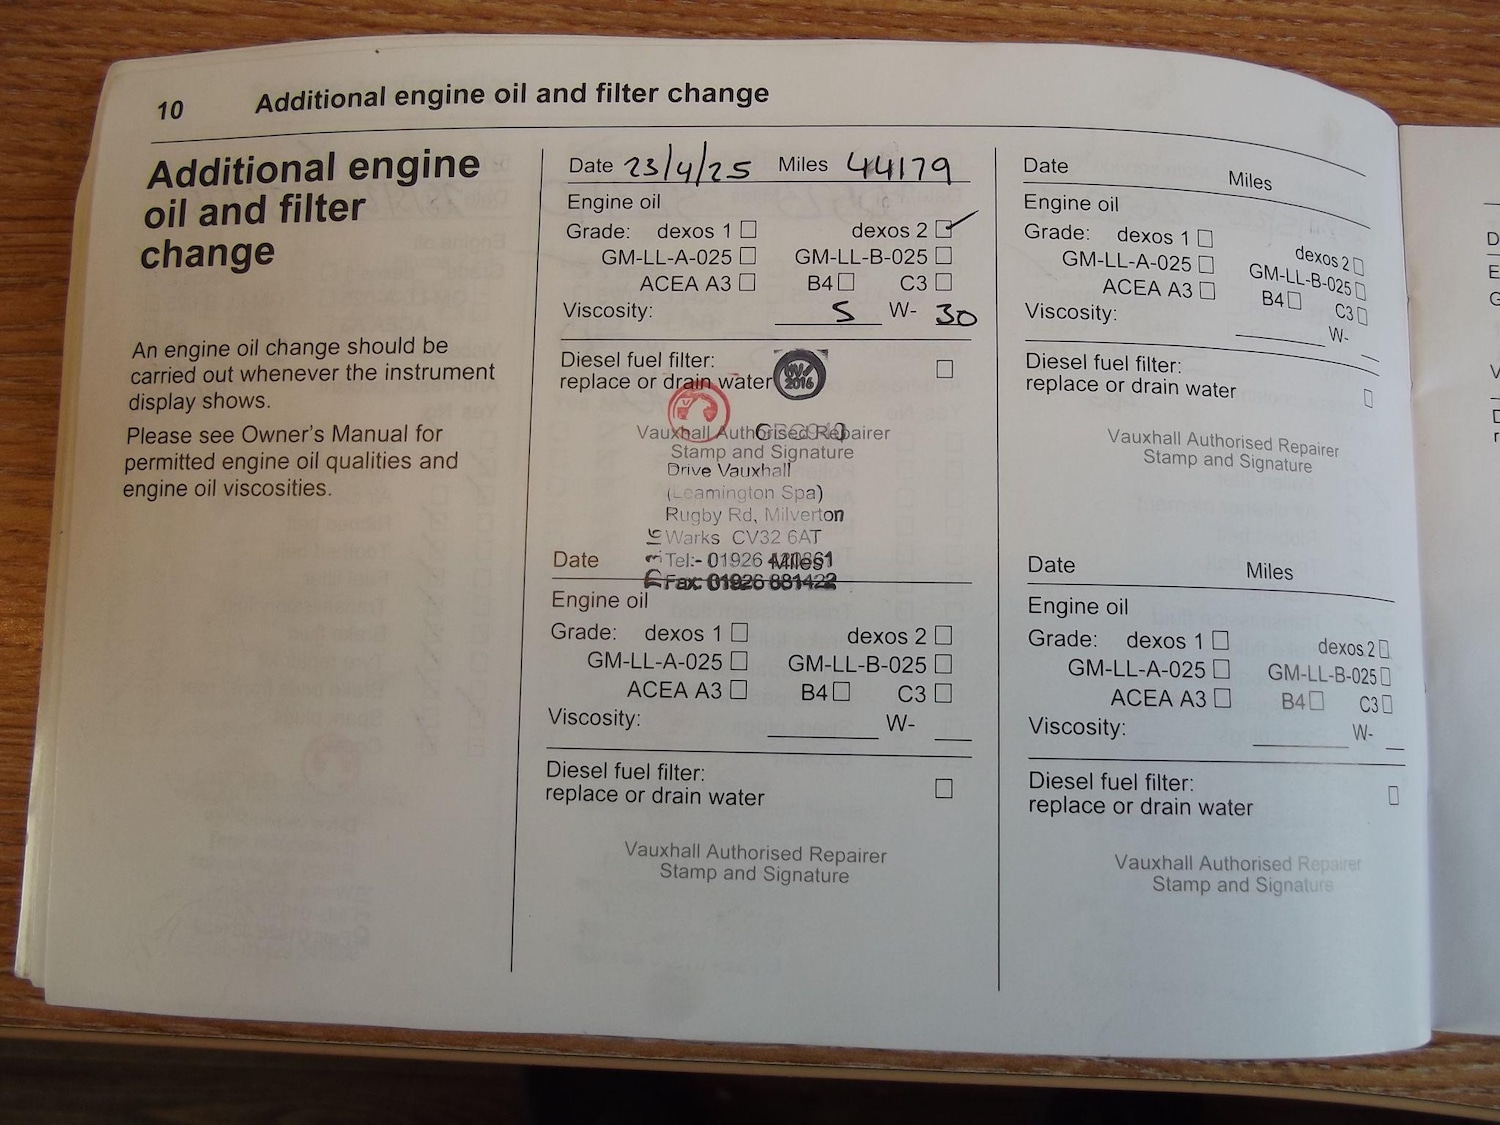 10 Additional engine oil and filter change
Additional engine
oil and filter
change
An engine oil change should be
carried out whenever the instrument
display shows.
Please see Owner's Manual for
permitted engine oil qualities and
engine oil viscosities.
Date 23/4/25 Miles 44179
Engine oil
Grade: dexos 1 dexos 2
GM-LL-A-025 GM-LL-B-025
ACEA A3 B4 C3
Viscosity: 5 W- 30
Diesel fuel filter:
replace or drain water
2016
Vauxhall Authorised Repairer
Stamp and Signature
Drive Vauxhall
(Leamington Spa)
Rugby Rd, Milverton
Warks CV32 6AT
Tel:- 01926 420861
Fax: 01926 881422
Date Miles
Engine oil
Grade: dexos 1 dexos 2
GM-LL-A-025 GM-LL-B-025
ACEA A3 B4 C3
Viscosity: W-
Diesel fuel filter:
replace or drain water
Vauxhall Authorised Repairer
Stamp and Signature
Date Miles
Engine oil
Grade: dexos 1 dexos 2
GM-LL-A-025 GM-LL-B-025
ACEA A3 B4 C3
Viscosity: W-
Diesel fuel filter:
replace or drain water
Vauxhall Authorised Repairer
Stamp and Signature
Date Miles
Engine oil
Grade: dexos 1 dexos 2
GM-LL-A-025 GM-LL-B-025
ACEA A3 B4 C3
Viscosity: W-
Diesel fuel filter:
replace or drain water
Vauxhall Authorised Repairer
Stamp and Signature